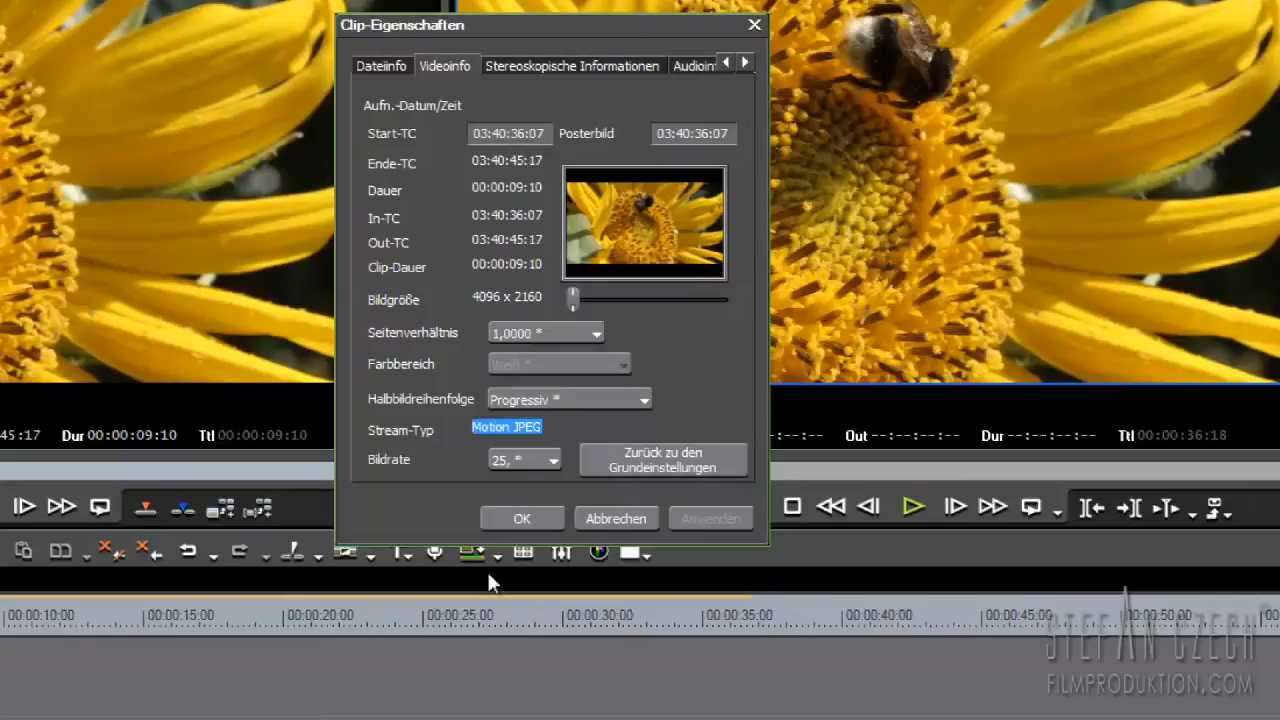 Clip-Eigenschaften
Dateiinfo Videoinfo Stereoskopische Informationen Audioin
Aufn.-Datum/Zeit
Start-TC 03:40:36:07 Posterbild 03:40:36:07
Ende-TC 03:40:45:17
Dauer 00:00:09:10
In-TC 03:40:36:07
Out-TC 03:40:45:17
Clip-Dauer 00:00:09:10
Bildgröße 4096 x 2160
Seitenverhältnis 1,0000 *
Farbbereich Weiß *
Halbbildreihenfolge Progressiv *
Stream-Typ Motion JPEG
Bildrate 25, * Zurück zu den
Grundeinstellungen
OK Abbrechen Anwenden
45:17 Dur 00:00:09:10 Ttl 00:00:09:10
--:-- Out --:--:--:-- Dur --:--:--:-- Ttl 00:00:36:18
00:00:10:00 00:00:15:00 00:00:20:00 00:00:25:00 00:00:30:00 00:00:35:00 00:00:40:00 00:00:45:00 00:00:50:00 00:0
STEFAN CZECH®
FILMPRODUKTION.COM